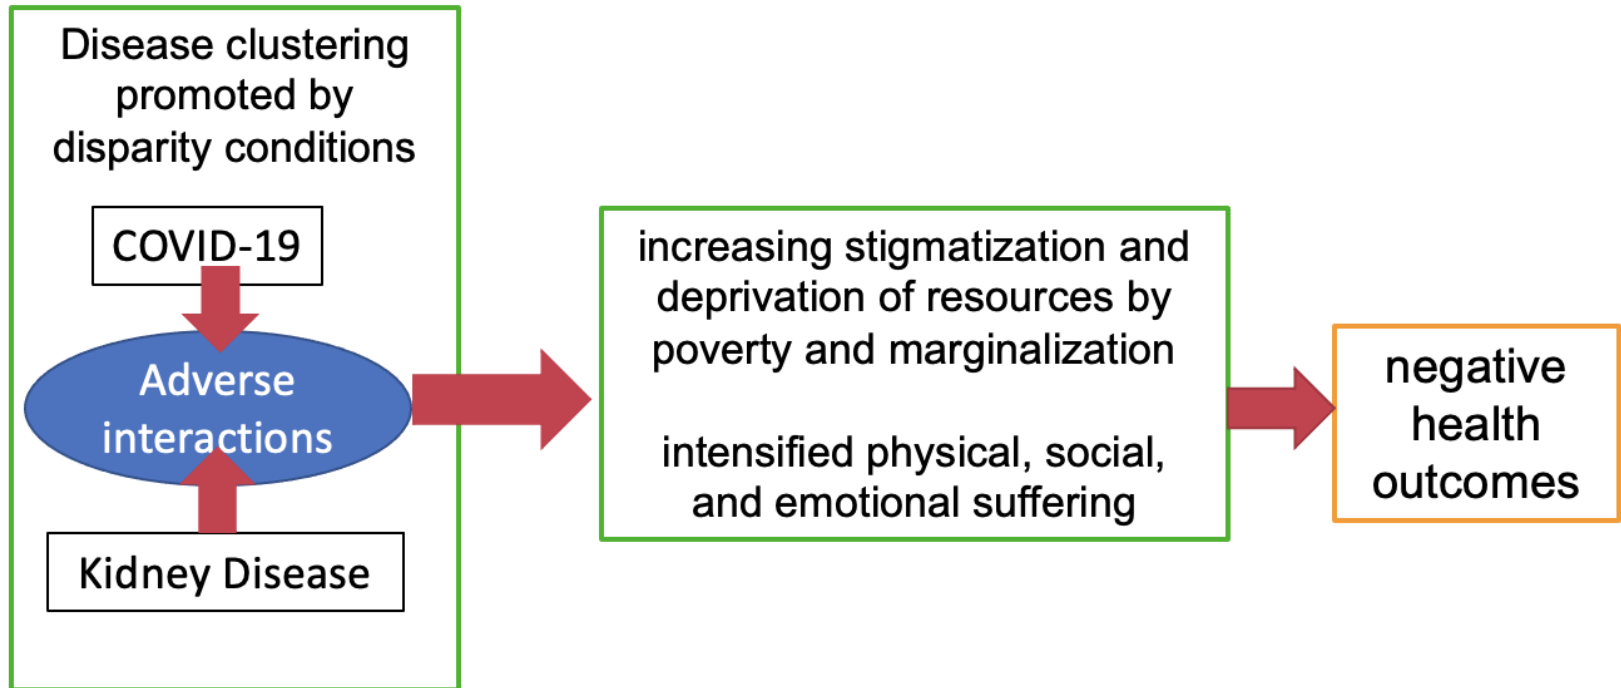 Disease clustering
promoted by
disparity conditions
COVID-19
Adverse
interactions
Kidney Disease
increasing stigmatization and
deprivation of resources by
poverty and marginalization
intensified physical, social,
and emotional suffering
negative
health
outcomes